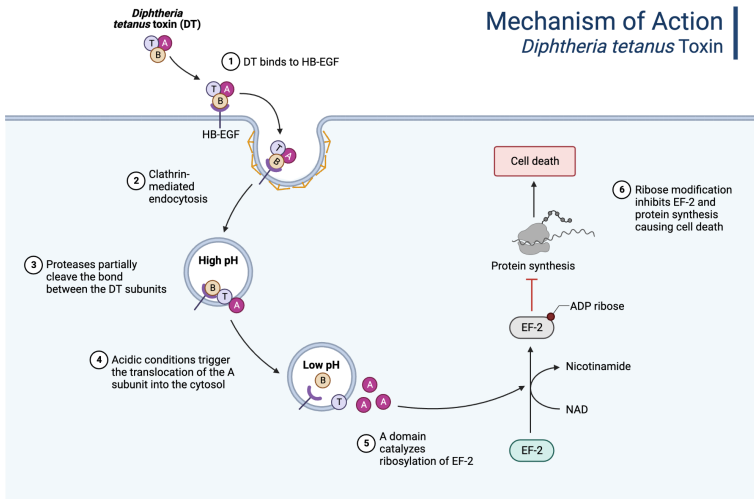 Mechanism of Action
Diphtheria tetanus Toxin
Diphtheria
tetanus toxin (DT)
T
A
B
1 DT binds to HB-EGF
T
A
B
HB-EGF
T
A
B
2 Clathrin-
mediated
endocytosis
3 Proteases partially
cleave the bond
between the DT subunits
High pH
B
T
A
4 Acidic conditions trigger
the translocation of the A
subunit into the cytosol
Low pH
B
T
A
A
A
5 A domain
catalyzes
ribosylation of EF-2
Cell death
6 Ribose modification
inhibits EF-2 and
protein synthesis
causing cell death
Protein synthesis
ADP ribose
EF-2
Nicotinamide
NAD
EF-2